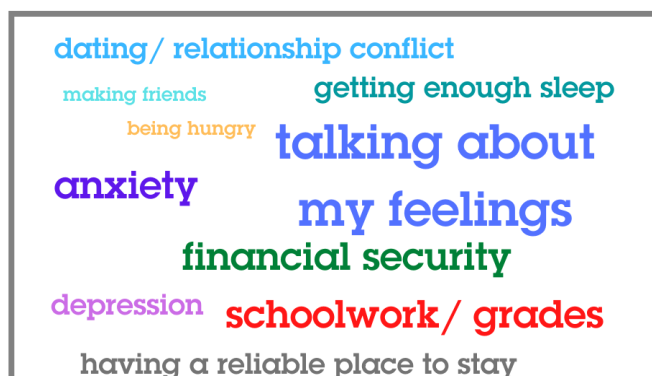 dating/ relationship conflict
making friends
getting enough sleep
being hungry
talking about
my feelings
anxiety
financial security
depression
schoolwork/ grades
having a reliable place to stay